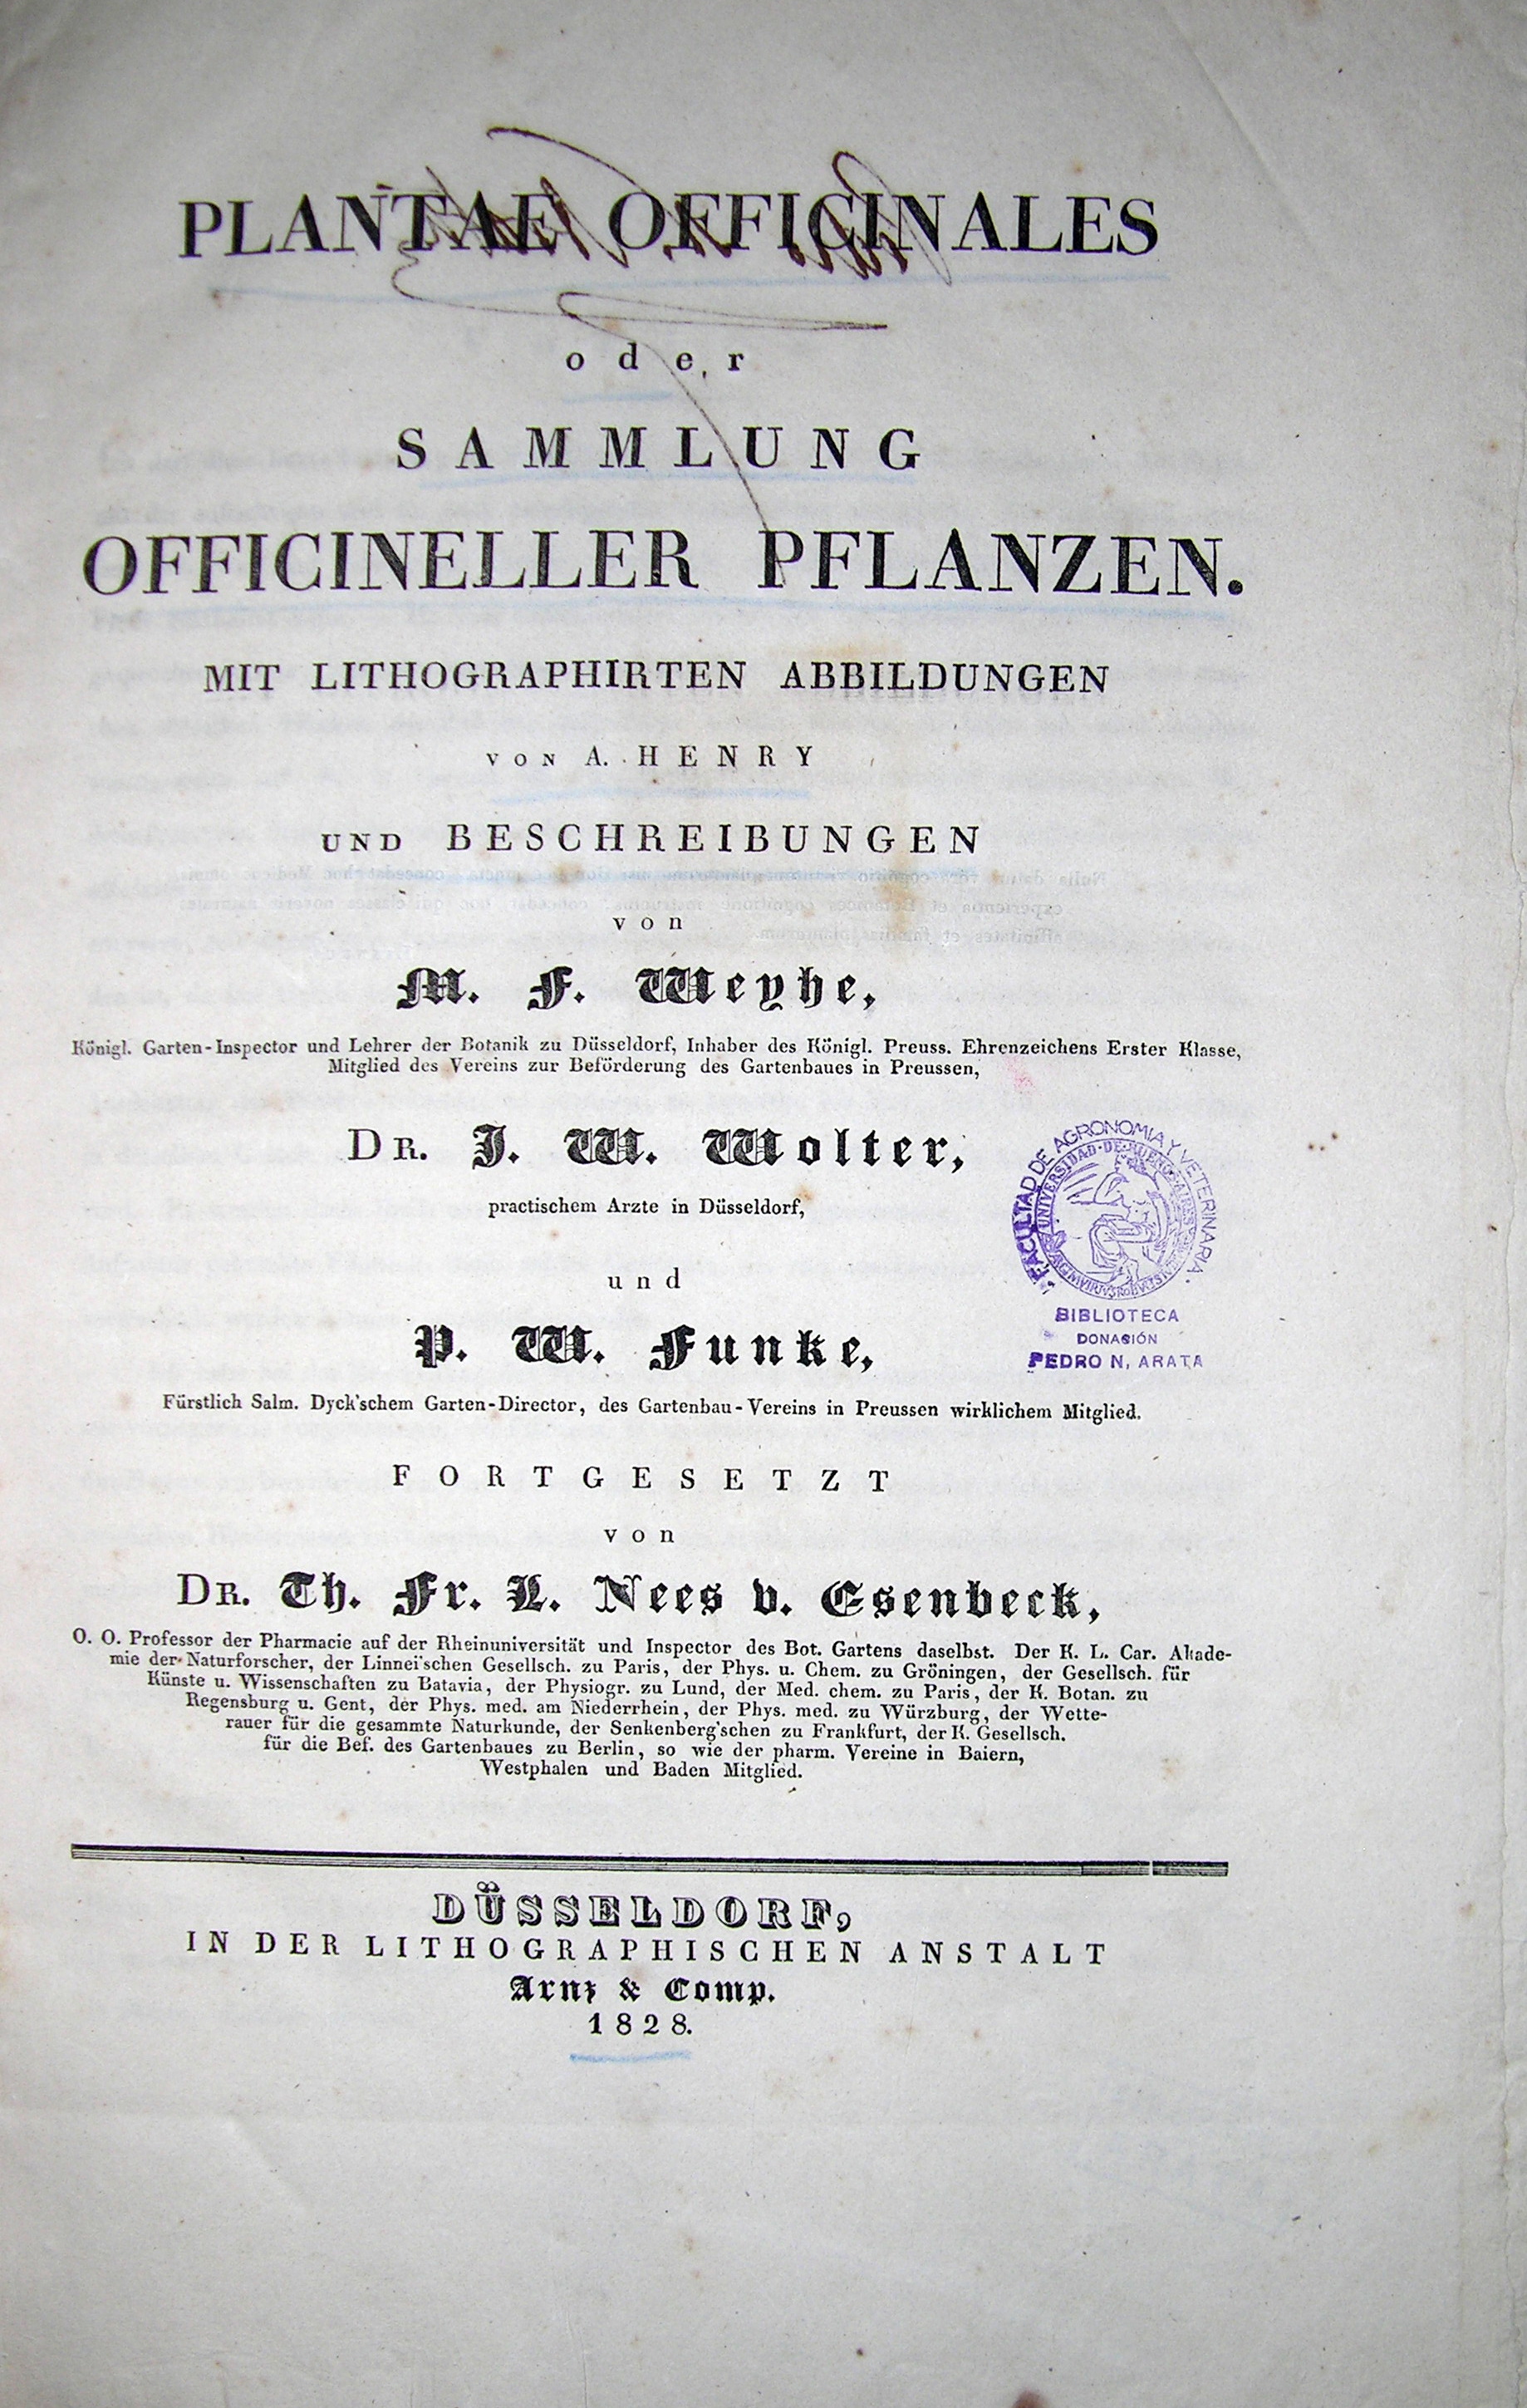 PLANTAE OFFICINALES
oder
SAMMLUNG
OFFICINELLER PFLANZEN.
MIT LITHOGRAPHIRTEN ABBILDUNGEN
VON A. HENRY
UND BESCHREIBUNGEN
von
M. F. Weyhe,
Königl. Garten-Inspector und Lehrer der Botanik zu Düsseldorf, Inhaber des Königl. Preuss. Ehrenzeichens Erster Klasse,
Mitglied des Vereins zur Beförderung des Gartenbaues in Preussen,
DR. J. W. Wolter,
practischem Arzte in Düsseldorf,
und
P. W. Funke,
Fürstlich Salm. Dyck'schem Garten-Director, des Gartenbau-Vereins in Preussen wirklichem Mitglied.
FORTGESETZT
von
DR. Th. Fr. L. Nees v. Esenbeck,
O. O. Professor der Pharmacie auf der Rheinuniversität und Inspector des Bot. Gartens daselbst. Der K. L. Car. Akade-
mie der Naturforscher, der Linnei'schen Gesellsch. zu Paris, der Phys. u. Chem. zu Gröningen, der Gesellsch. für
Künste u. Wissenschaften zu Batavia, der Physiogr. zu Lund, der Med. chem. zu Paris, der K. Botan. zu
Regensburg u. Gent, der Phys. med. am Niederrhein, der Phys. med. zu Würzburg, der Wette-
rauer für die gesammte Naturkunde, der Senkenberg'schen zu Frankfurt, der K. Gesellsch.
für die Bef. des Gartenbaues zu Berlin, so wie der pharm. Vereine in Baiern,
Westphalen und Baden Mitglied.
DÜSSELDORF,
IN DER LITHOGRAPHISCHEN ANSTALT
Arnz & Comp.
1828.
FACULTAD DE AGRONOMIA Y VETERINARIA
UNIVERSIDAD·DE·BUENOS·AIRES
BIBLIOTECA
DONACIÓN
PEDRO N. ARATA